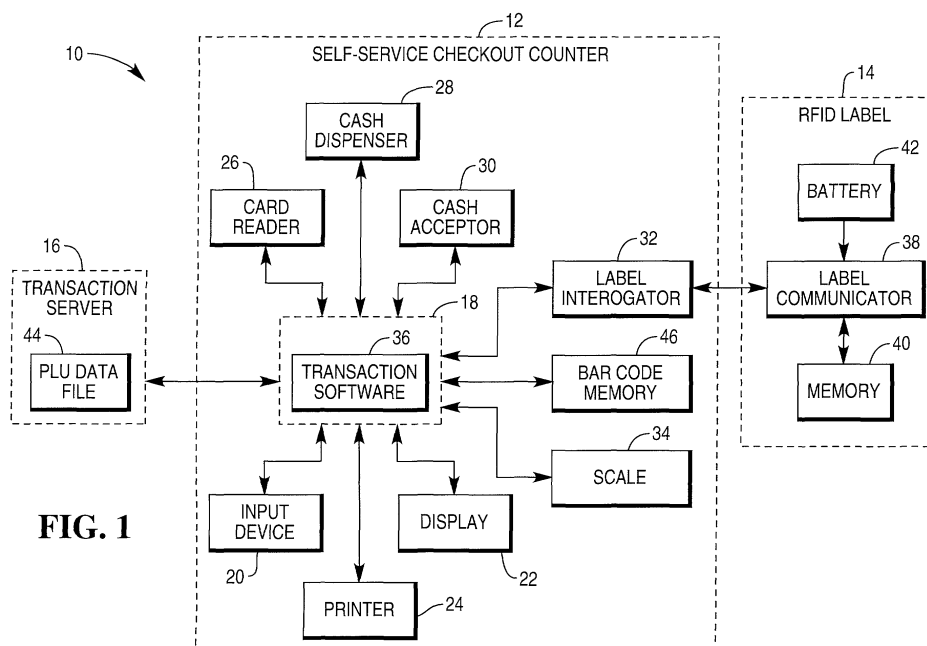 12
SELF-SERVICE CHECKOUT COUNTER
10
14
RFID LABEL
28
CASH
DISPENSER
42
BATTERY
26
CARD
READER
30
CASH
ACCEPTOR
16
TRANSACTION
SERVER
32
LABEL
INTEROGATOR
38
LABEL
COMMUNICATOR
18
44
PLU DATA
FILE
36
TRANSACTION
SOFTWARE
46
BAR CODE
MEMORY
40
MEMORY
34
SCALE
FIG. 1
INPUT
DEVICE
20
DISPLAY
22
PRINTER
24